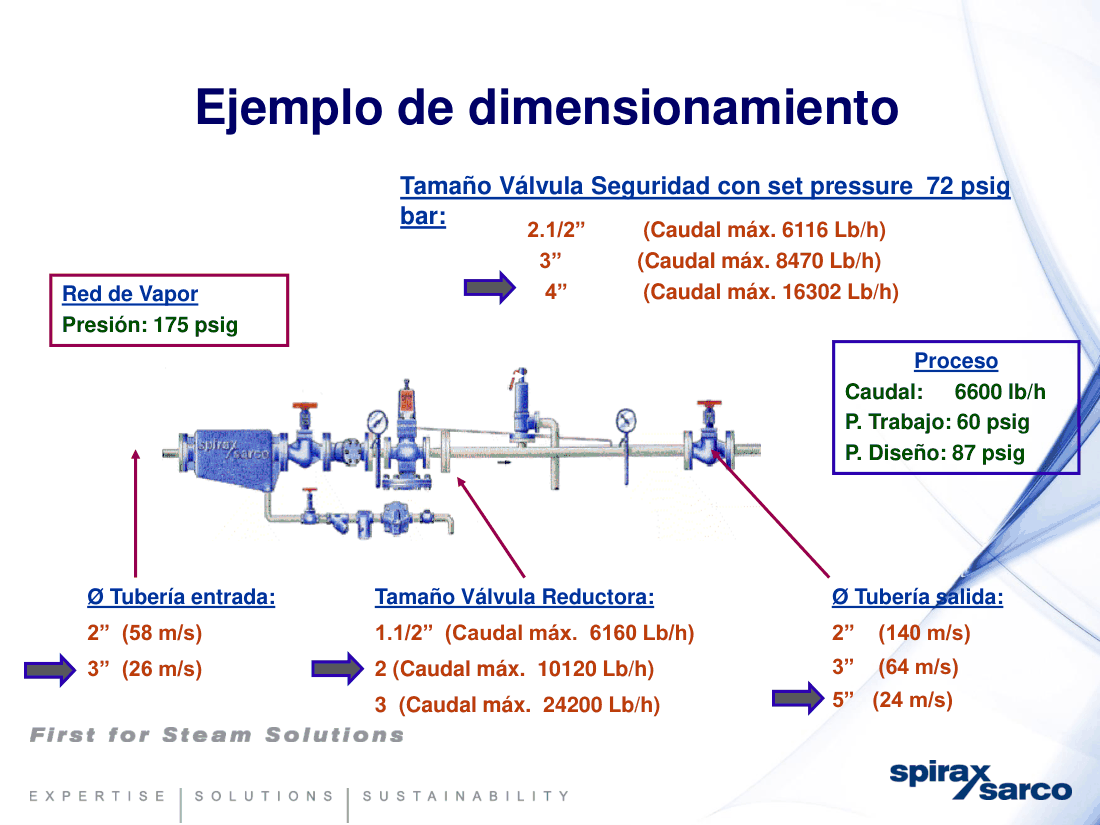 Ejemplo de dimensionamiento
Tamaño Válvula Seguridad con set pressure 72 psig
bar:
2.1/2” (Caudal máx. 6116 Lb/h)
3” (Caudal máx. 8470 Lb/h)
4” (Caudal máx. 16302 Lb/h)
Red de Vapor
Presión: 175 psig
Proceso
Caudal: 6600 lb/h
P. Trabajo: 60 psig
P. Diseño: 87 psig
spirax
sarco
Ø Tubería entrada:
2” (58 m/s)
3” (26 m/s)
Tamaño Válvula Reductora:
1.1/2” (Caudal máx. 6160 Lb/h)
2 (Caudal máx. 10120 Lb/h)
3 (Caudal máx. 24200 Lb/h)
Ø Tubería salida:
2” (140 m/s)
3” (64 m/s)
5” (24 m/s)
First for Steam Solutions
EXPERTISE SOLUTIONS SUSTAINABILITY
spirax
sarco